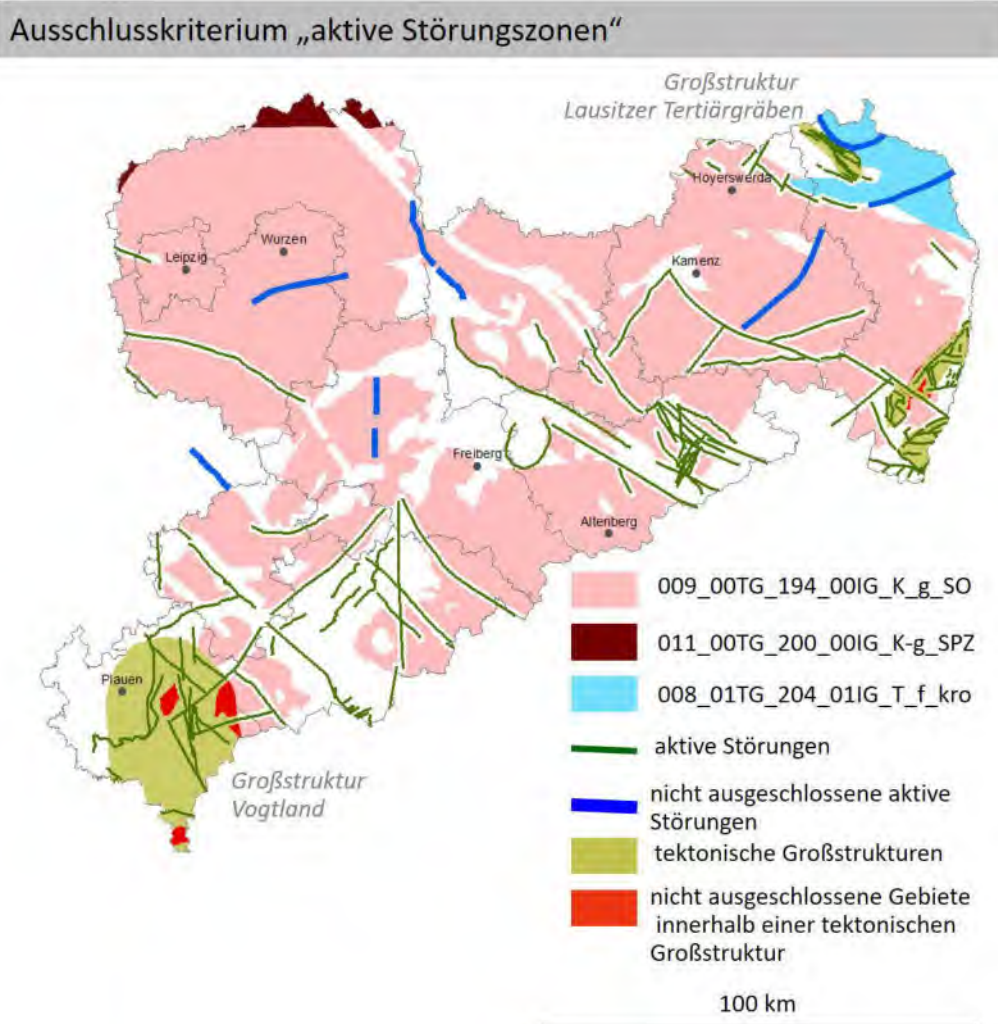 Ausschlusskriterium „aktive Störungszonen“
Großstruktur
Lausitzer Tertiärgräben
Hoyerswerda
Wurzen
Leipzig
Kamenz
Freiberg
Altenberg
Plauen
Großstruktur
Vogtland
009_00TG_194_00IG_K_g_SO
011_00TG_200_00IG_K-g_SPZ
008_01TG_204_01IG_T_f_kro
aktive Störungen
nicht ausgeschlossene aktive
Störungen
tektonische Großstrukturen
nicht ausgeschlossene Gebiete
innerhalb einer tektonischen
Großstruktur
100 km